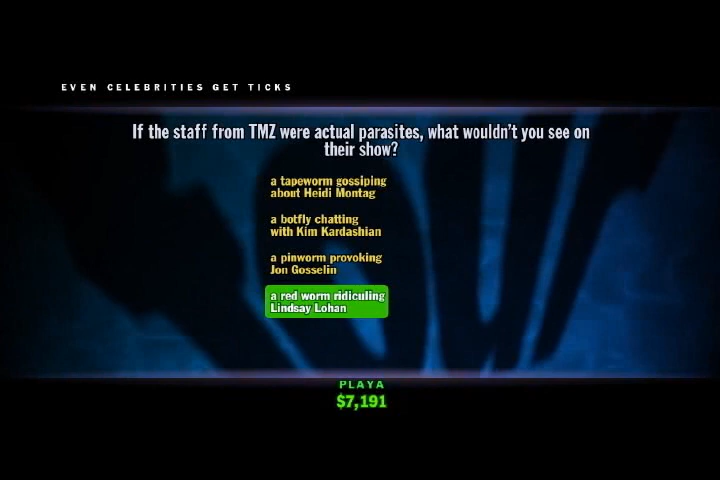 EVEN CELEBRITIES GET TICKS
If the staff from TMZ were actual parasites, what wouldn't you see on
their show?
a tapeworm gossiping
about Heidi Montag
a botfly chatting
with Kim Kardashian
a pinworm provoking
Jon Gosselin
a red worm ridiculing
Lindsay Lohan
PLAYA
$7,191